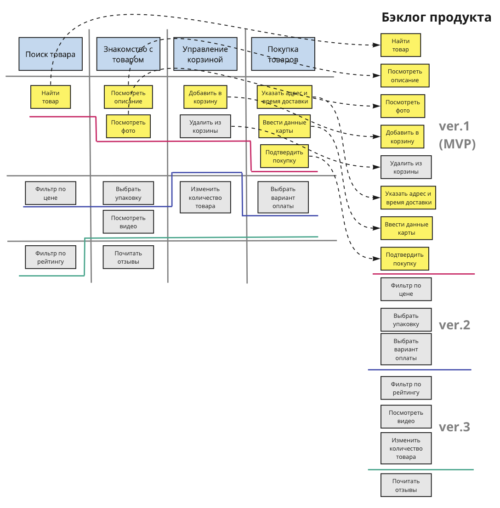 Бэклог продукта
Поиск товара
Знакомство с
товаром
Управление
корзиной
Покупка
товаров
Найти
товар
Посмотреть
описание
Посмотреть
фото
Добавить в
корзину
Удалить из
корзины
Указать адрес и
время доставки
Ввести данные
карты
Подтвердить
покупку
Фильтр по
цене
Выбрать
упаковку
Посмотреть
видео
Изменить
количество
товара
Выбрать
вариант
оплаты
Фильтр по
рейтингу
Почитать
отзывы
Найти
товар
Посмотреть
описание
Посмотреть
фото
Добавить в
корзину
ver.1
(MVP)
Удалить из
корзины
Указать адрес и
время доставки
Ввести данные
карты
Подтвердить
покупку
Фильтр по
цене
Выбрать
упаковку
ver.2
Выбрать
вариант
оплаты
Фильтр по
рейтингу
Посмотреть
видео
ver.3
Изменить
количество
товара
Почитать
отзывы